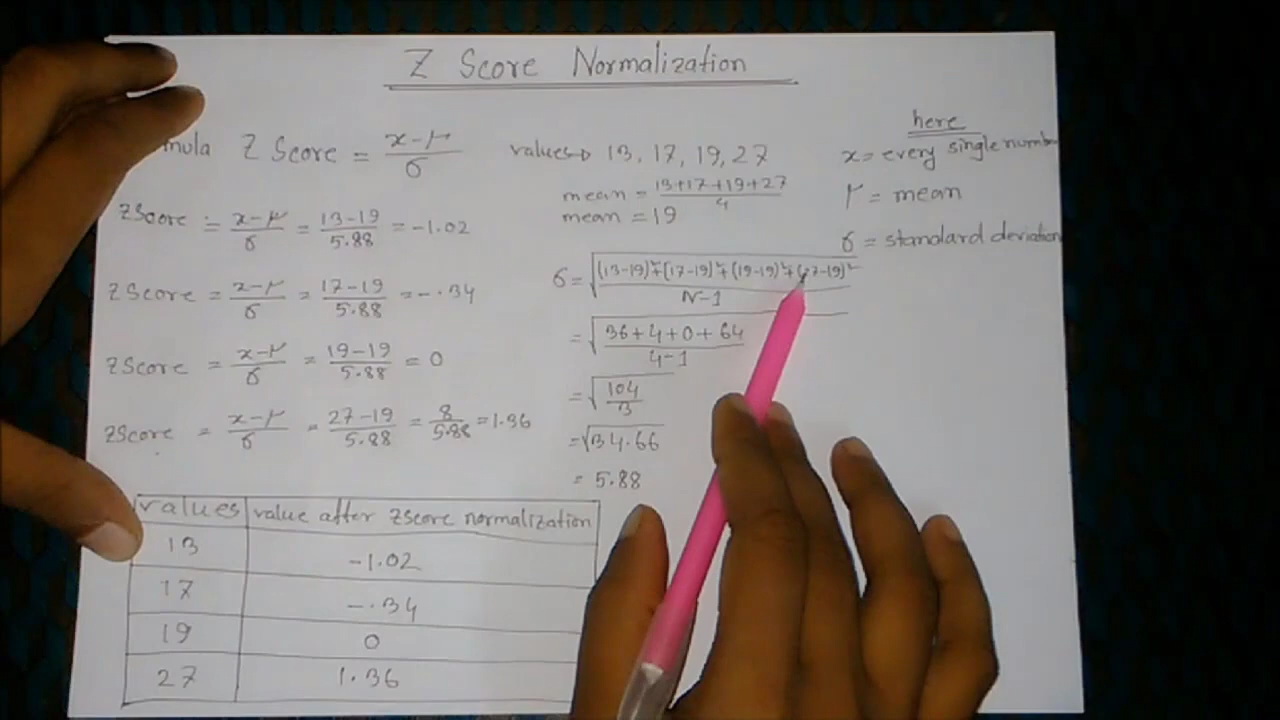 Z Score Normalization
mula Z Score = x-μ/σ
values → 13, 17, 19, 27
mean = 13+17+19+27/4
mean = 19
here
x = every single number
μ = mean
σ = standard deviation
ZScore = x-μ/σ = 13-19/5.88 = -1.02
ZScore = x-μ/σ = 17-19/5.88 = -.34
ZScore = x-μ/σ = 19-19/5.88 = 0
ZScore = x-μ/σ = 27-19/5.88 = 8/5.88 = 1.36
σ = √(13-19)²+(17-19)²+(19-19)²+(27-19)²/N-1
= √36+4+0+64/4-1
= √104/3
= √34.66
= 5.88
values value after zscore normalization
13 -1.02
17 -.34
19 0
27 1.36